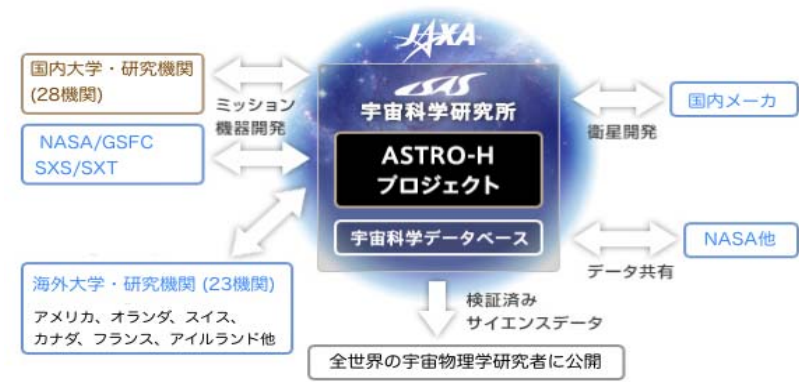 JAXA
国内大学・研究機関
(28機関)
ISAS
宇宙科学研究所
ミッション
機器開発
国内メーカ
衛星開発
NASA/GSFC
SXS/SXT
ASTRO-H
プロジェクト
宇宙科学データベース
NASA他
データ共有
海外大学・研究機関 (23機関)
アメリカ、オランダ、スイス、
カナダ、フランス、アイルランド他
検証済み
サイエンスデータ
全世界の宇宙物理学研究者に公開